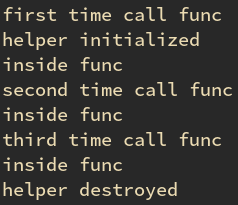 first time call func
helper initialized
inside func
second time call func
inside func
third time call func
inside func
helper destroyed